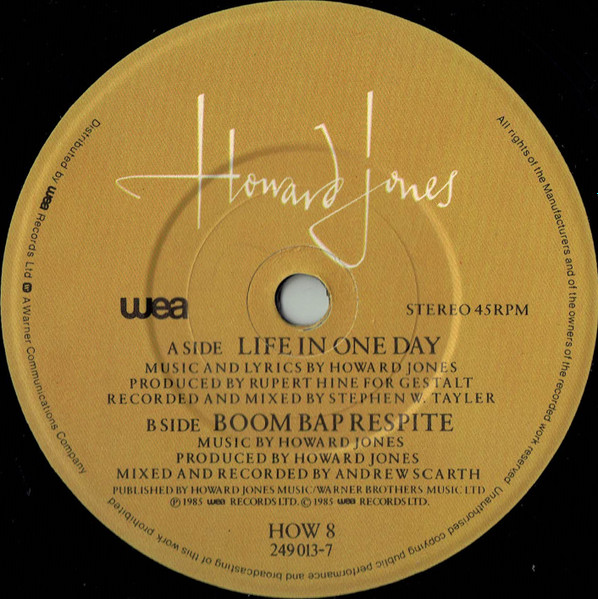 Howard Jones
wea
STEREO 45RPM
A SIDE LIFE IN ONE DAY
MUSIC AND LYRICS BY HOWARD JONES
PRODUCED BY RUPERT HINE FOR GESTALT
RECORDED AND MIXED BY STEPHEN W. TAYLER
B SIDE BOOM BAP RESPITE
MUSIC BY HOWARD JONES
PRODUCED BY HOWARD JONES
MIXED AND RECORDED BY ANDREW SCARTH
PUBLISHED BY HOWARD JONES MUSIC/WARNER BROTHERS MUSIC LTD
℗ 1985 wea RECORDS LTD. © 1985 wea RECORDS LTD.
HOW 8
249 013-7
Distributed by wea Records Ltd. A Warner Communications Company
All rights of the Manufacturers and of the owners of the recorded work reserved
Unauthorised copying public performance and broadcasting of this work prohibited